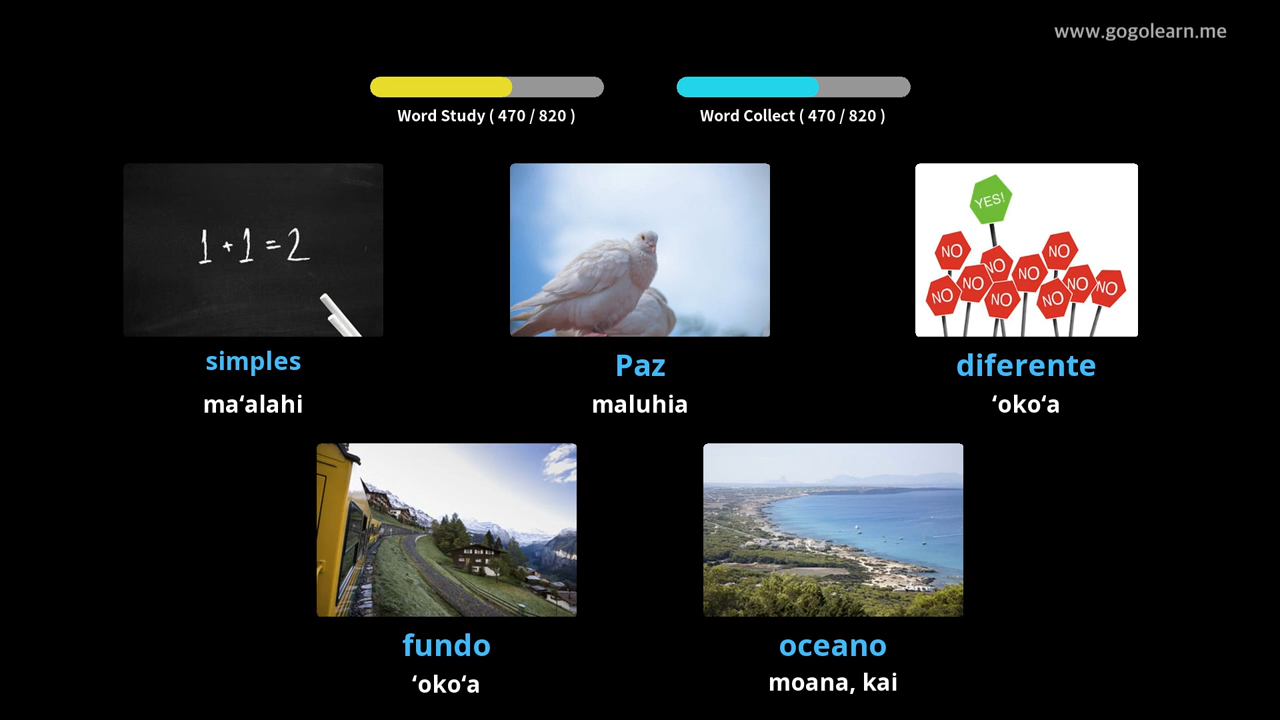 www.gogolearn.me
Word Study ( 470 / 820 )
Word Collect ( 470 / 820 )
1 + 1 = 2
YES!
NO
NO
NO
NO
NO
NO
NO
NO
NO
NO
simples
Paz
diferente
maʻalahi
maluhia
ʻokoʻa
fundo
oceano
ʻokoʻa
moana, kai